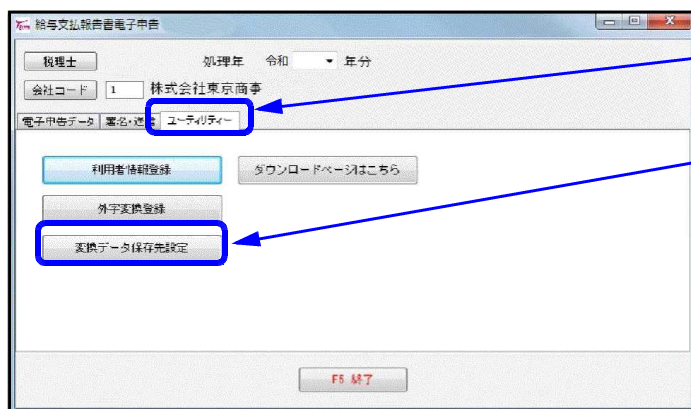 給与支払報告書電子申告
税理士 処理年 令和 年分
会社コード 1 株式会社東京商事
電子申告データ 署名・送信 ユーティリティー
利用者情報登録 ダウンロードページはこちら
外字変換登録
変換データ保存先設定
F5 終了